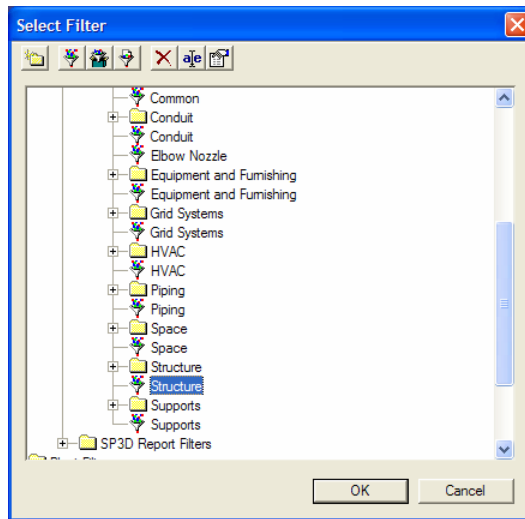 Select Filter
a e
Common
Conduit
Conduit
Elbow Nozzle
Equipment and Furnishing
Equipment and Furnishing
Grid Systems
Grid Systems
HVAC
HVAC
Piping
Piping
Space
Space
Structure
Structure
Supports
Supports
SP3D Report Filters
OK
Cancel